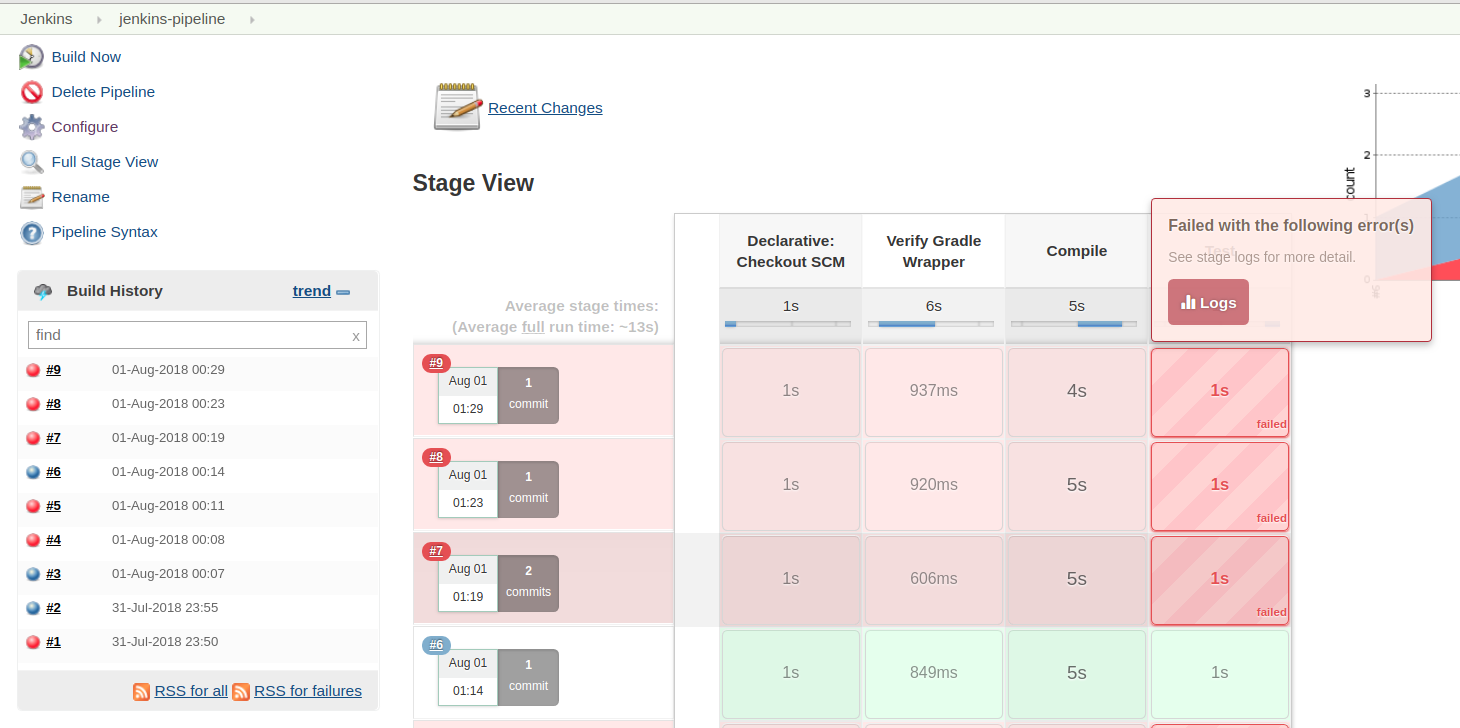 Jenkins
jenkins-pipeline
Build Now
Delete Pipeline
Configure
Full Stage View
Rename
Pipeline Syntax
Build History
trend
find
x
#9 01-Aug-2018 00:29
#8 01-Aug-2018 00:23
#7 01-Aug-2018 00:19
#6 01-Aug-2018 00:14
#5 01-Aug-2018 00:11
#4 01-Aug-2018 00:08
#3 01-Aug-2018 00:07
#2 31-Jul-2018 23:55
#1 31-Jul-2018 23:50
RSS for all RSS for failures
Recent Changes
Stage View
Declarative:
Checkout SCM
Verify Gradle
Wrapper
Compile
Test
Average stage times:
(Average full run time: ~13s)
1s 6s 5s
#9
Aug 01
01:29
1
commit
1s 937ms 4s 1s
failed
#8
Aug 01
01:23
1
commit
1s 920ms 5s 1s
failed
#7
Aug 01
01:19
2
commits
1s 606ms 5s 1s
failed
#6
Aug 01
01:14
1
commit
1s 849ms 5s 1s
Failed with the following error(s)
See stage logs for more detail.
Logs
3
2
1
0
count
#6